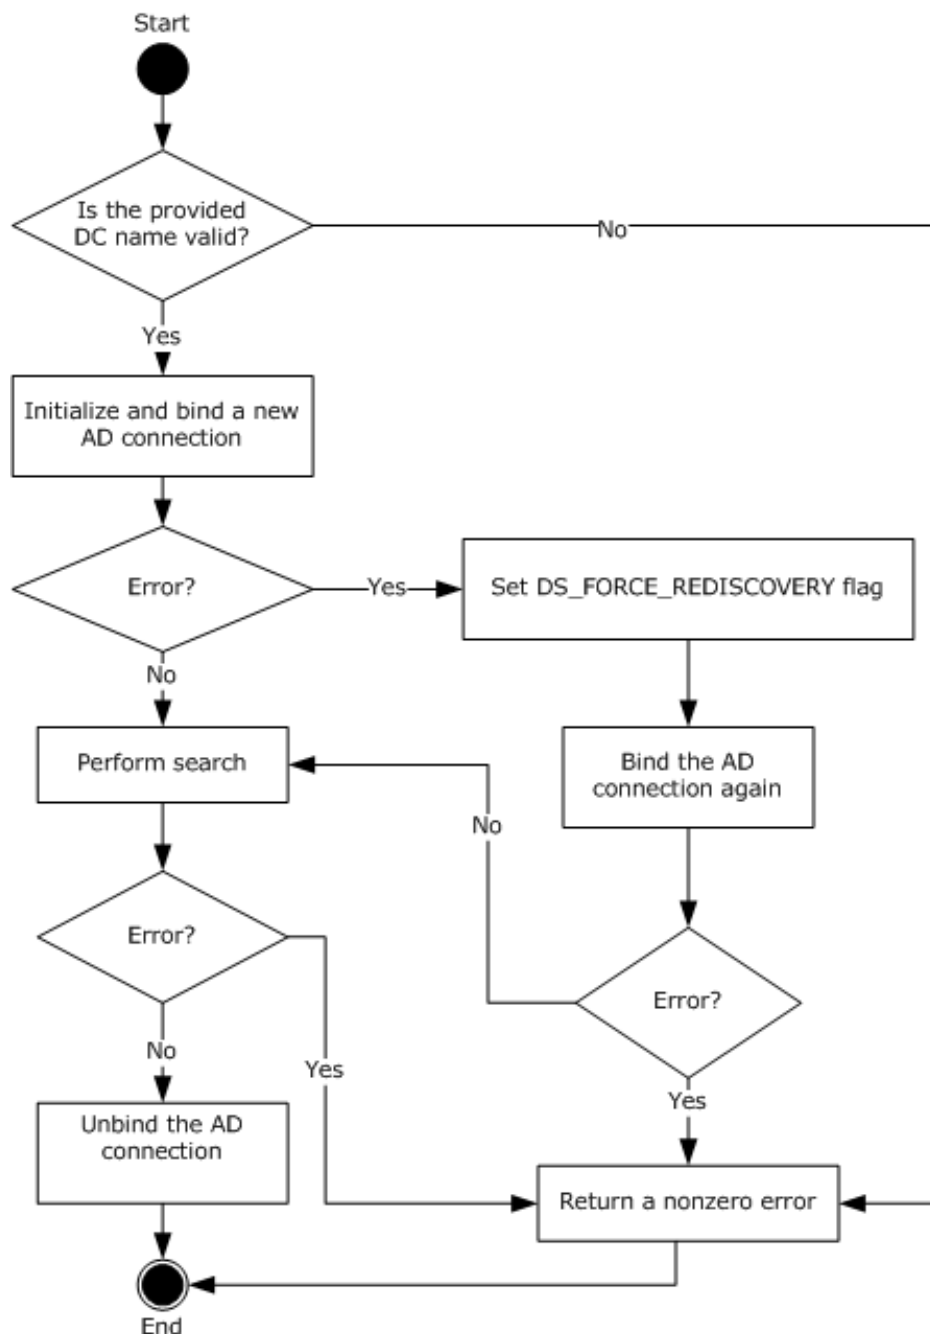 Start
Is the provided
DC name valid?
No
Yes
Initialize and bind a new
AD connection
Error?
Yes
Set DS_FORCE_REDISCOVERY flag
No
Perform search
Bind the AD
connection again
No
Error?
Error?
No
Yes
Yes
Unbind the AD
connection
Return a nonzero error
End